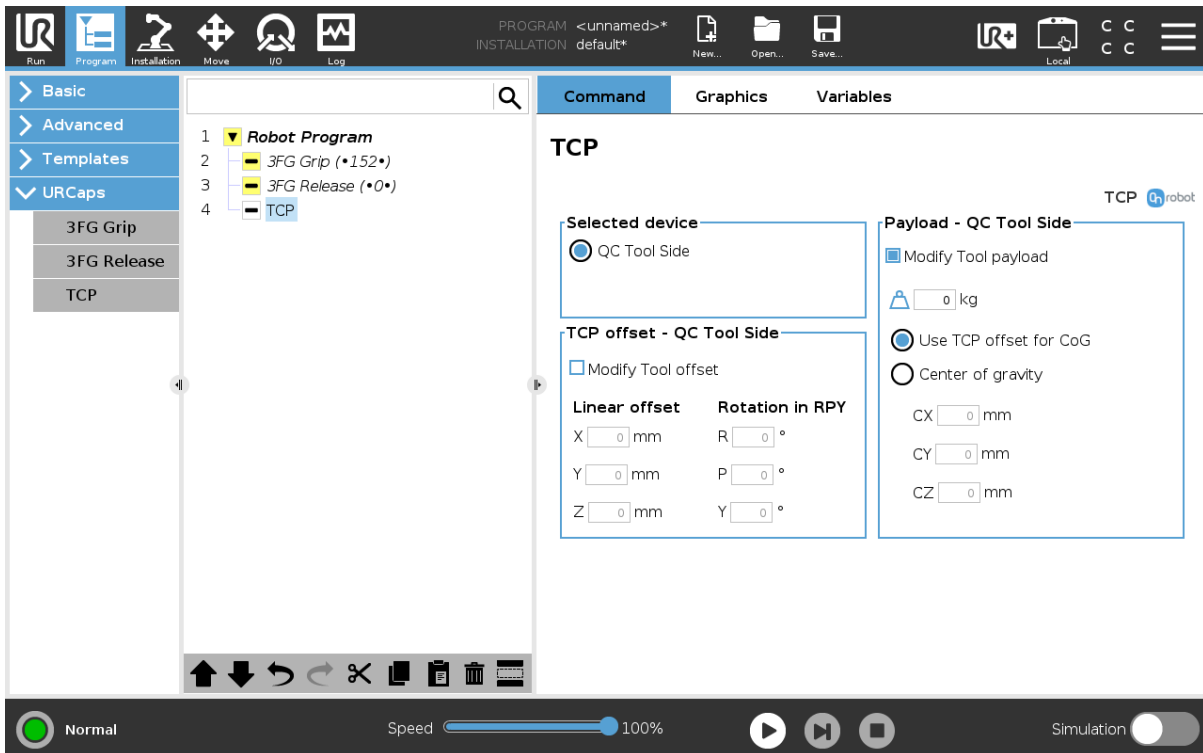 UR
Run
Program
Installation
Move
I/O
Log
PROGRAM <unnamed>*
INSTALLATION default*
New...
Open...
Save...
UR+
Local
C C
C C
Basic
Advanced
Templates
URCaps
3FG Grip
3FG Release
TCP
1 Robot Program
2 3FG Grip (•152•)
3 3FG Release (•0•)
4 TCP
Command Graphics Variables
TCP
TCP On robot
Selected device
QC Tool Side
TCP offset - QC Tool Side
Modify Tool offset
Linear offset Rotation in RPY
X 0 mm R 0 °
Y 0 mm P 0 °
Z 0 mm Y 0 °
Payload - QC Tool Side
Modify Tool payload
0 kg
Use TCP offset for CoG
Center of gravity
CX 0 mm
CY 0 mm
CZ 0 mm
Normal
Speed 100%
Simulation